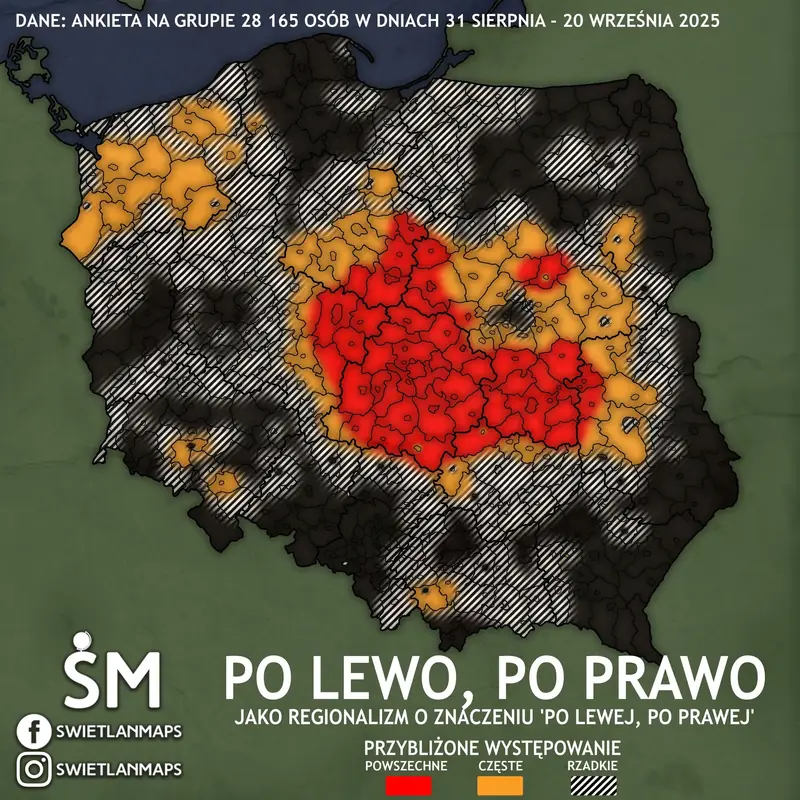 DANE: ANKIETA NA GRUPIE 28 165 OSÓB W DNIACH 31 SIERPNIA - 20 WRZEŚNIA 2025
ŚM
PO LEWO, PO PRAWO
JAKO REGIONALIZM O ZNACZENIU 'PO LEWEJ, PO PRAWEJ'
SWIETLANMAPS
SWIETLANMAPS
PRZYBLIŻONE WYSTĘPOWANIE
POWSZECHNE CZĘSTE RZADKIE